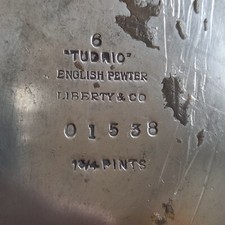 6
"TUDRIC"
ENGLISH PEWTER
LIBERTY & CO
01538
1 3/4 PINTS